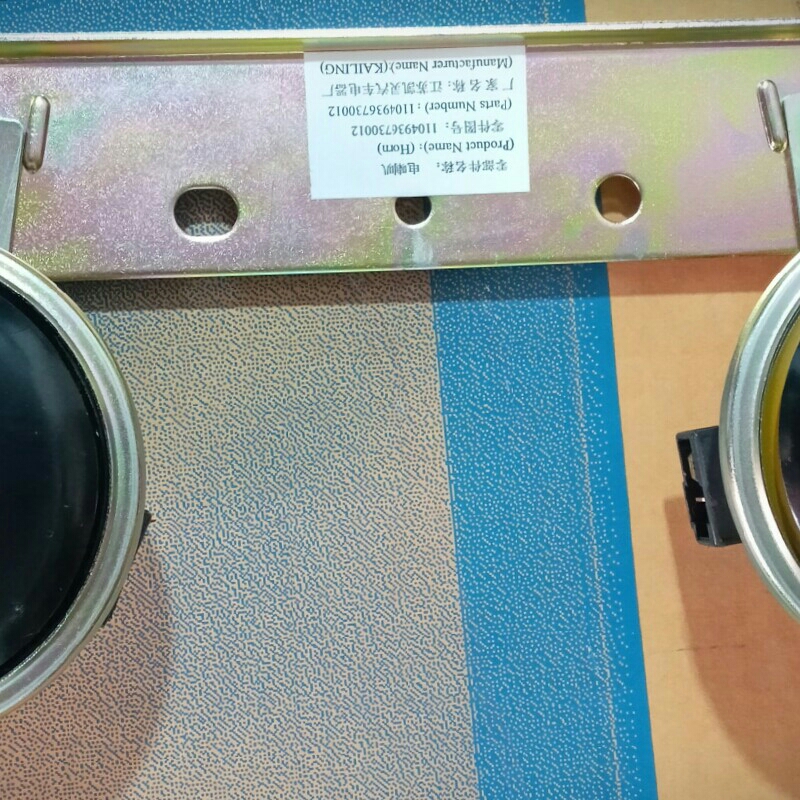 零部件名称： 电喇叭
(Product Name)：(Horn)
零件图号： 1104936730012
(Parts Number)：1104936730012
厂家名称：江苏凯灵汽车电器厂
(Manufacturer Name)(KAILING)